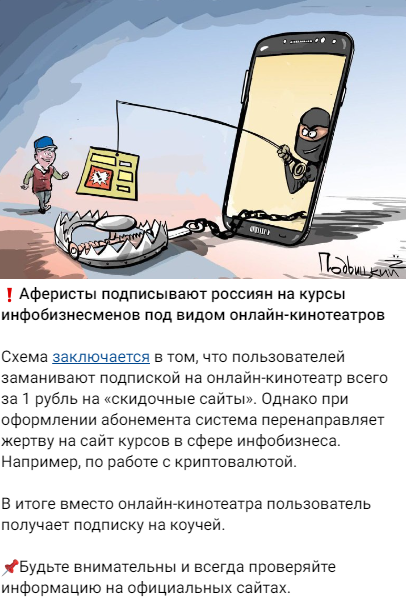 Подвицкий
❗Аферисты подписывают россиян на курсы
инфобизнесменов под видом онлайн-кинотеатров
Схема заключается в том, что пользователей
заманивают подпиской на онлайн-кинотеатр всего
за 1 рубль на «скидочные сайты». Однако при
оформлении абонемента система перенаправляет
жертву на сайт курсов в сфере инфобизнеса.
Например, по работе с криптовалютой.
В итоге вместо онлайн-кинотеатра пользователь
получает подписку на коучей.
📌Будьте внимательны и всегда проверяйте
информацию на официальных сайтах.